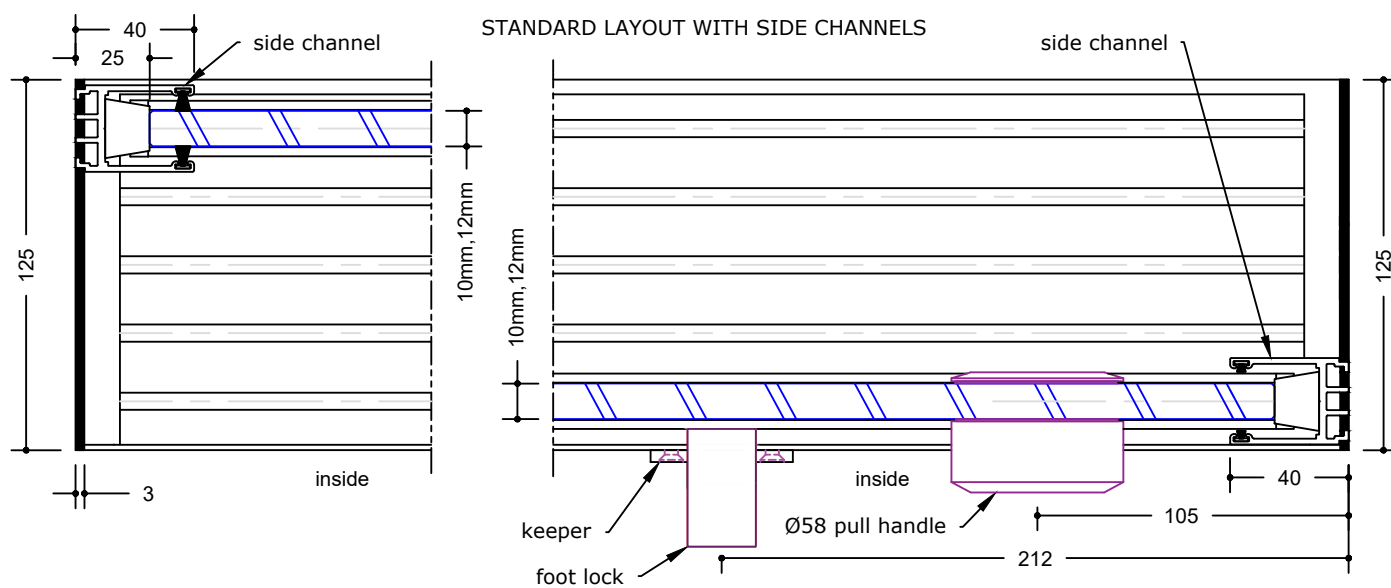 STANDARD LAYOUT WITH SIDE CHANNELS
40
side channel
side channel
25
125
10mm,12mm
10mm,12mm
125
inside
inside
3
40
keeper
Ø58 pull handle
105
212
foot lock